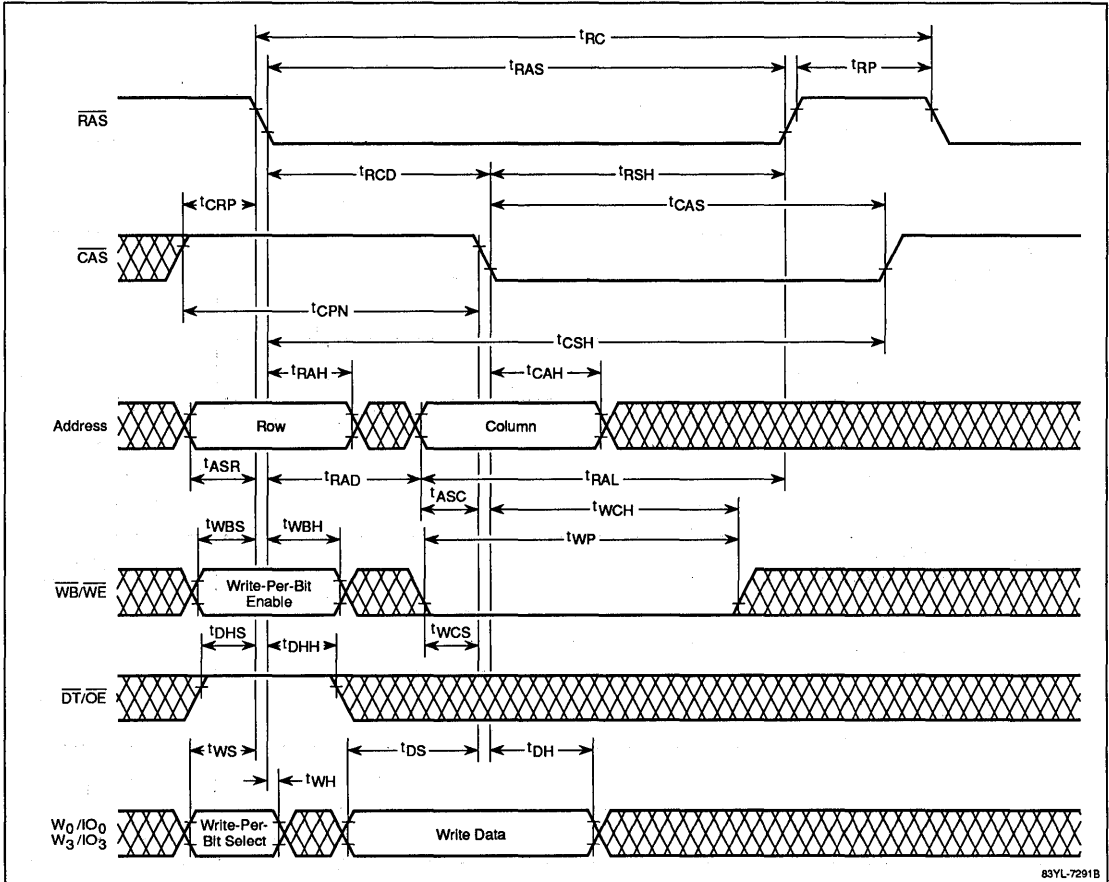 tRC
tRAS
tRP
RAS
tRCD
tRSH
tCRP
tCAS
CAS
tCPN
tCSH
tRAH
tCAH
Address
Row
Column
tASR
tRAD
tRAL
tASC
tWCH
tWBS
tWBH
tWP
WB/WE
Write-Per-Bit
Enable
tDHS
tDHH
tWCS
DT/OE
tWS
tDS
tDH
tWH
W0/IO0
W3/IO3
Write-Per-
Bit Select
Write Data
83YL-7291B